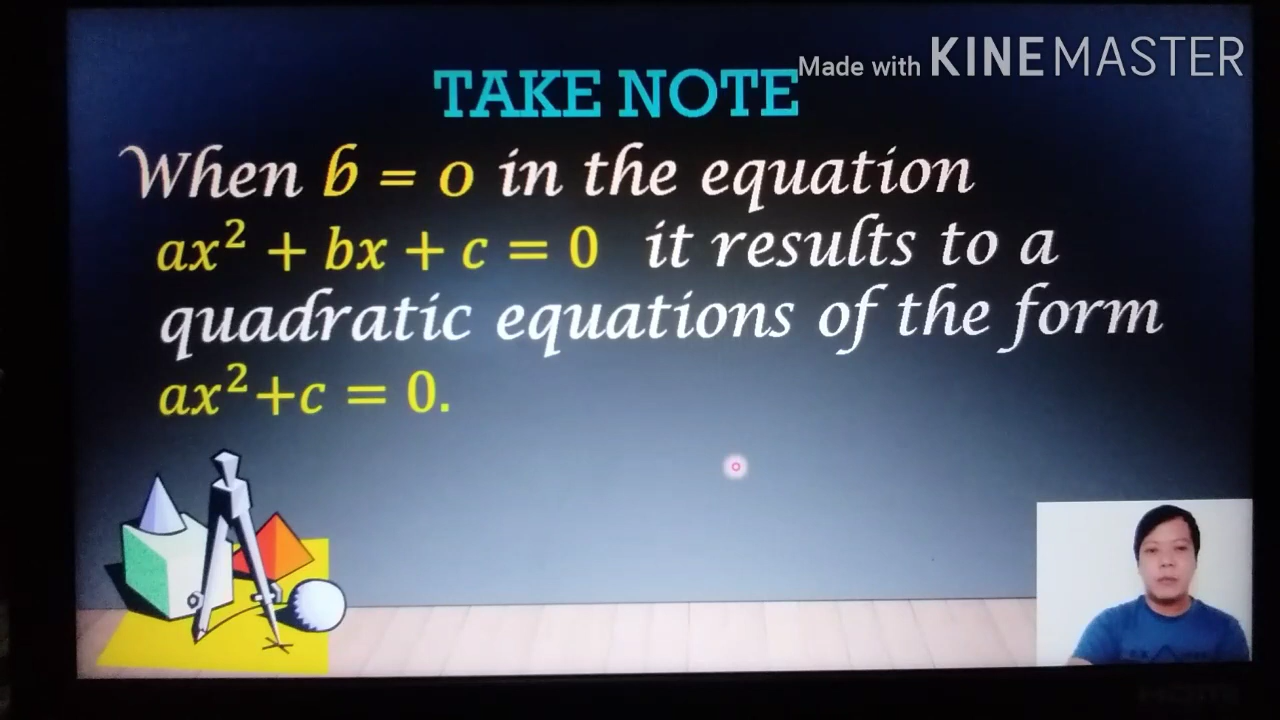 Made with KINEMASTER
TAKE NOTE
When b = 0 in the equation
ax² + bx + c = 0 it results to a
quadratic equations of the form
ax²+c = 0.